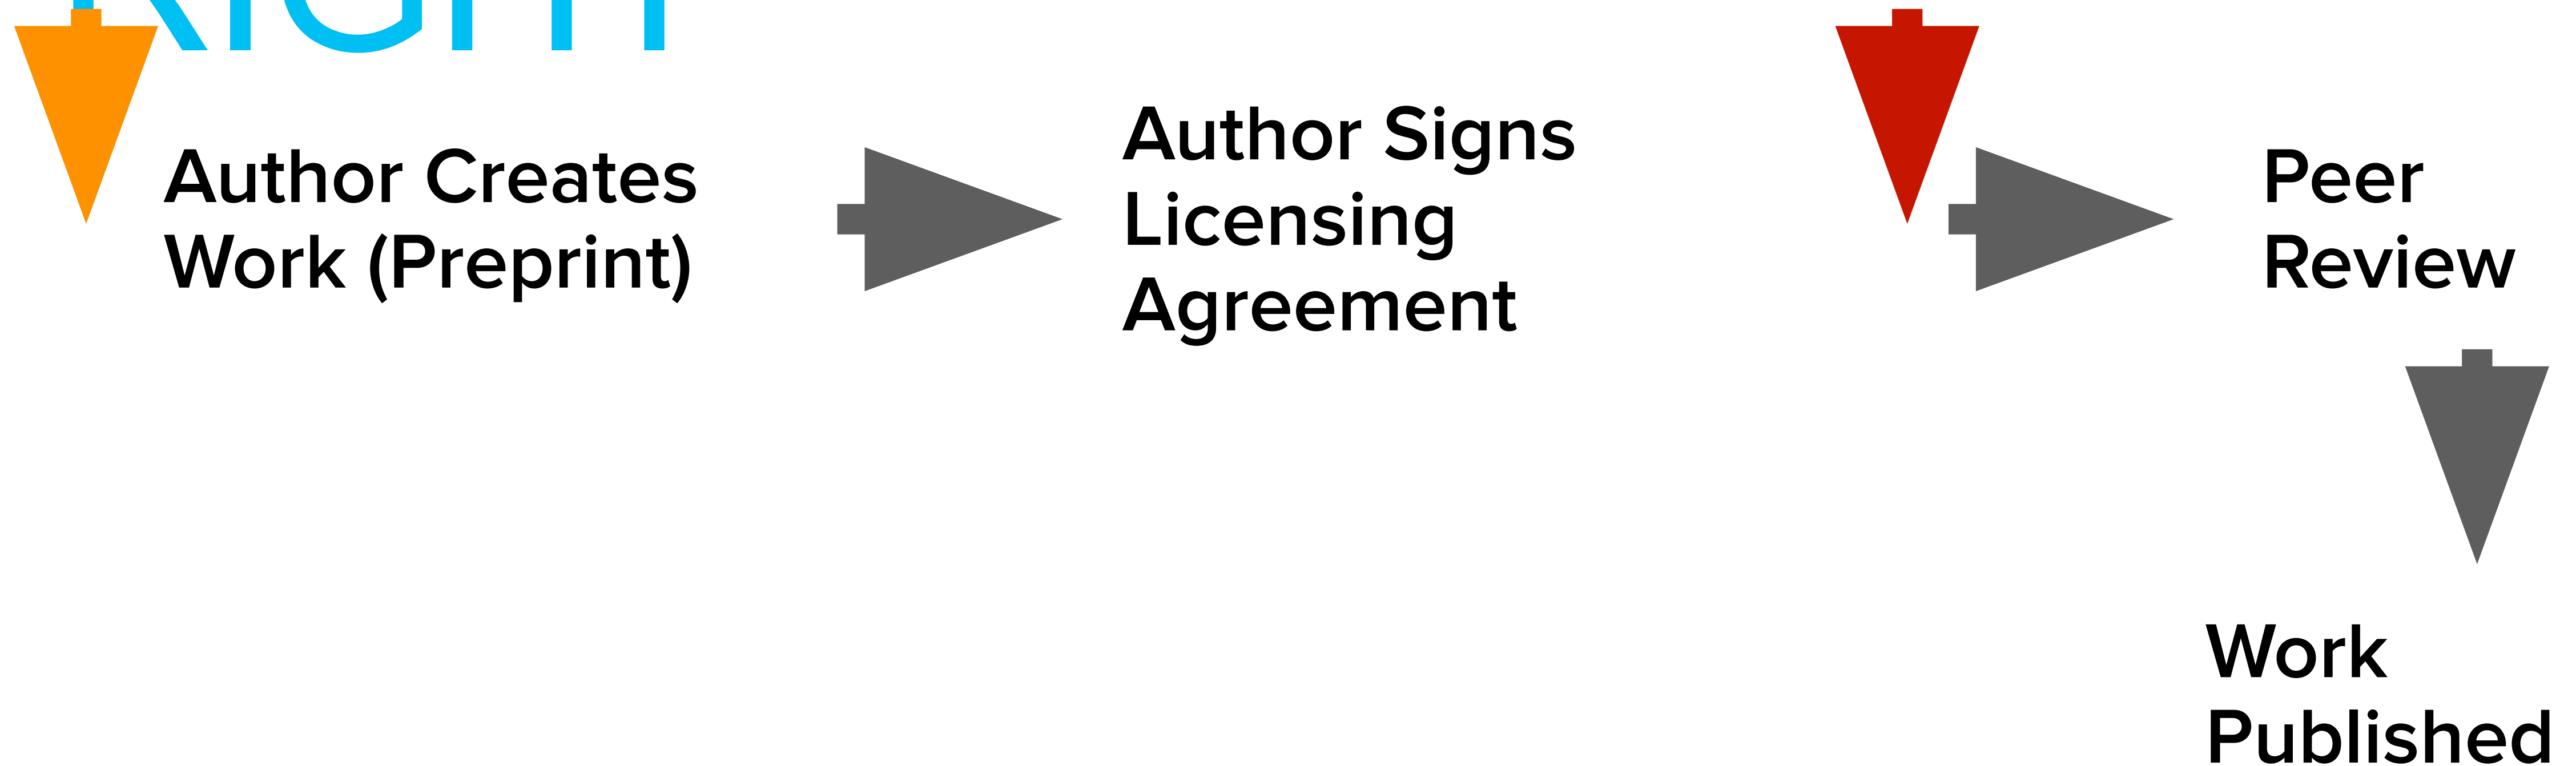 Author Creates
Work (Preprint)
Author Signs
Licensing
Agreement
Peer
Review
Work
Published